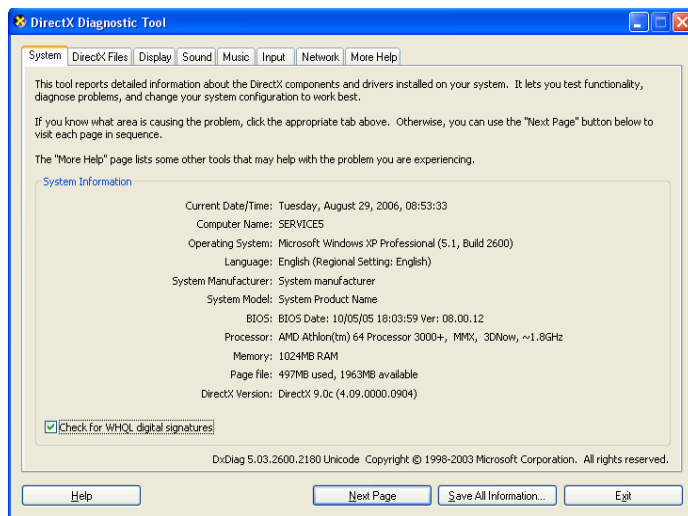 DirectX Diagnostic Tool
System DirectX Files Display Sound Music Input Network More Help
This tool reports detailed information about the DirectX components and drivers installed on your system. It lets you test functionality,
diagnose problems, and change your system configuration to work best.
If you know what area is causing the problem, click the appropriate tab above. Otherwise, you can use the "Next Page" button below to
visit each page in sequence.
The "More Help" page lists some other tools that may help with the problem you are experiencing.
System Information
Current Date/Time: Tuesday, August 29, 2006, 08:53:33
Computer Name: SERVICE5
Operating System: Microsoft Windows XP Professional (5.1, Build 2600)
Language: English (Regional Setting: English)
System Manufacturer: System manufacturer
System Model: System Product Name
BIOS: BIOS Date: 10/05/05 18:03:59 Ver: 08.00.12
Processor: AMD Athlon(tm) 64 Processor 3000+, MMX, 3DNow, ~1.8GHz
Memory: 1024MB RAM
Page file: 497MB used, 1963MB available
DirectX Version: DirectX 9.0c (4.09.0000.0904)
Check for WHQL digital signatures
DxDiag 5.03.2600.2180 Unicode Copyright © 1998-2003 Microsoft Corporation. All rights reserved.
Help Next Page Save All Information... Exit